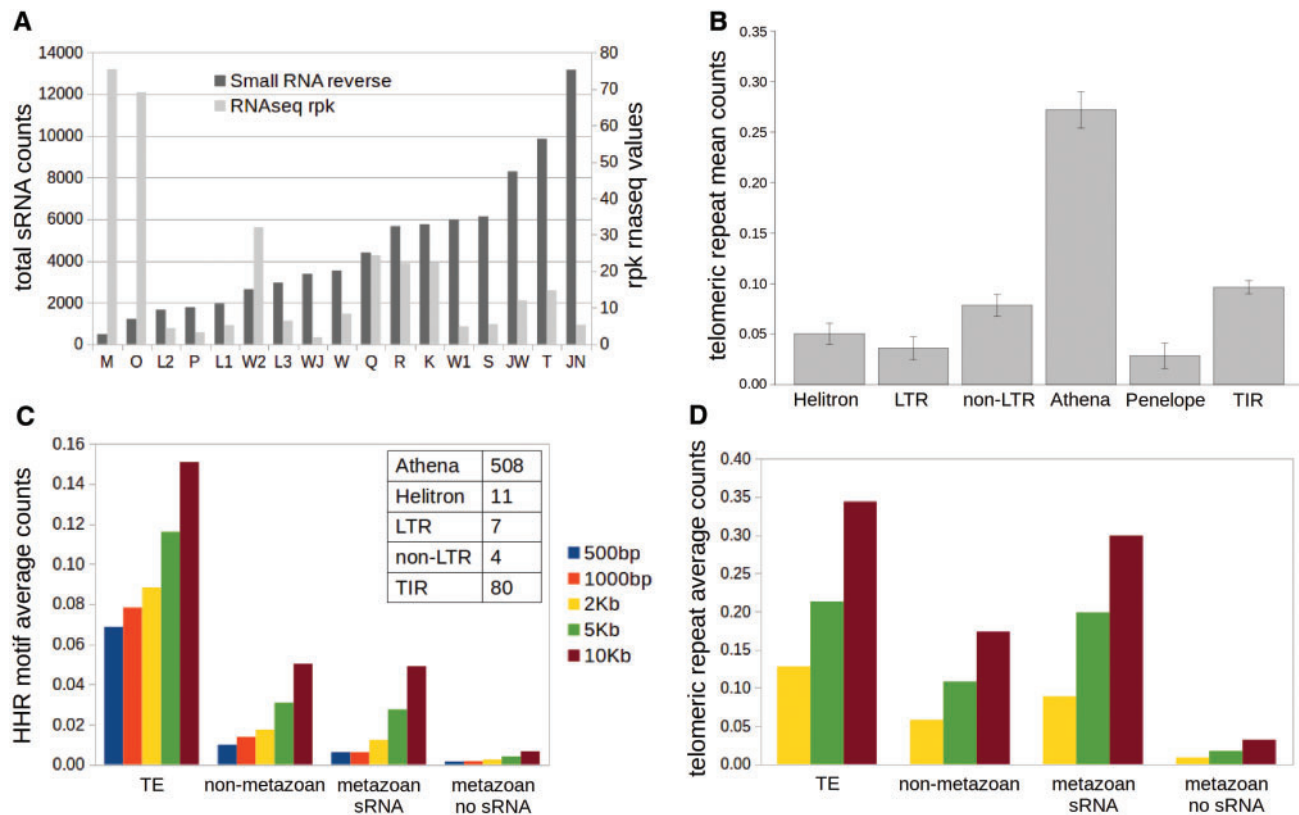 A
total sRNA counts
14000
12000
10000
8000
6000
4000
2000
0
Small RNA reverse
RNAseq rpk
80
70
60
50
40
30
20
10
0
rpk rnaseq values
M O L2 P L1 W2 L3 WJ W Q R K W1 S JW T JN
B
telomeric repeat mean counts
0.35
0.30
0.25
0.20
0.15
0.10
0.05
0.00
Helitron LTR non-LTR Athena Penelope TIR
C
HHR motif average counts
0.16
0.14
0.12
0.10
0.08
0.06
0.04
0.02
0.00
Athena 508
Helitron 11
LTR 7
non-LTR 4
TIR 80
500bp
1000bp
2Kb
5Kb
10Kb
TE non-metazoan metazoan metazoan
sRNA no sRNA
D
telomeric repeat average counts
0.40
0.35
0.30
0.25
0.20
0.15
0.10
0.05
0.00
TE non-metazoan metazoan metazoan
sRNA no sRNA